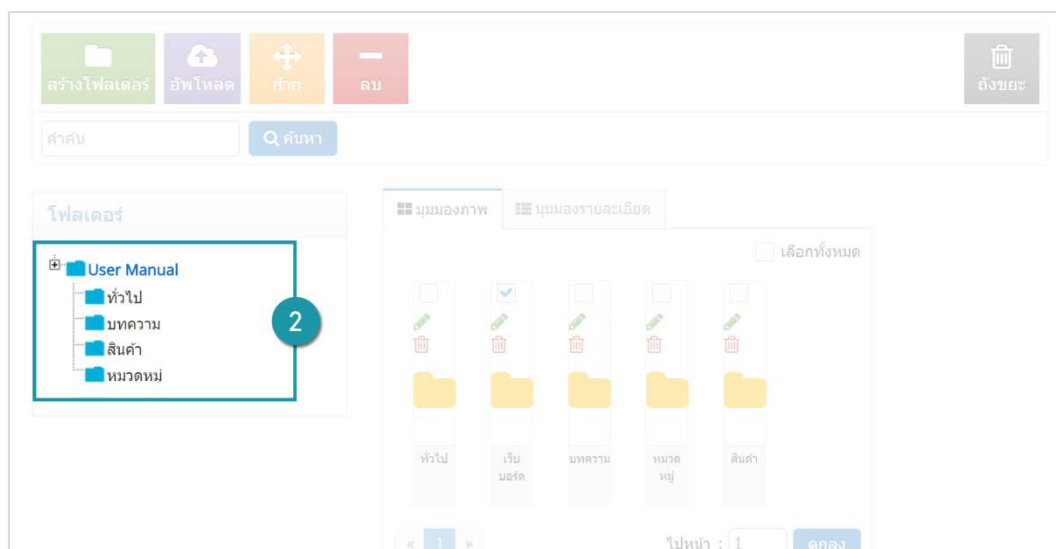 สร้างโฟลเดอร์ อัพโหลด ย้าย ลบ ถังขยะ
คำค้น ค้นหา
โฟลเดอร์
User Manual
ทั่วไป
บทความ
สินค้า
หมวดหมู่
2
มุมมองภาพ มุมมองรายละเอียด
เลือกทั้งหมด
ทั่วไป
เว็บ
บอร์ด
บทความ
หมวด
หมู่
สินค้า
« 1 »
ไปหน้า : 1 ตกลง